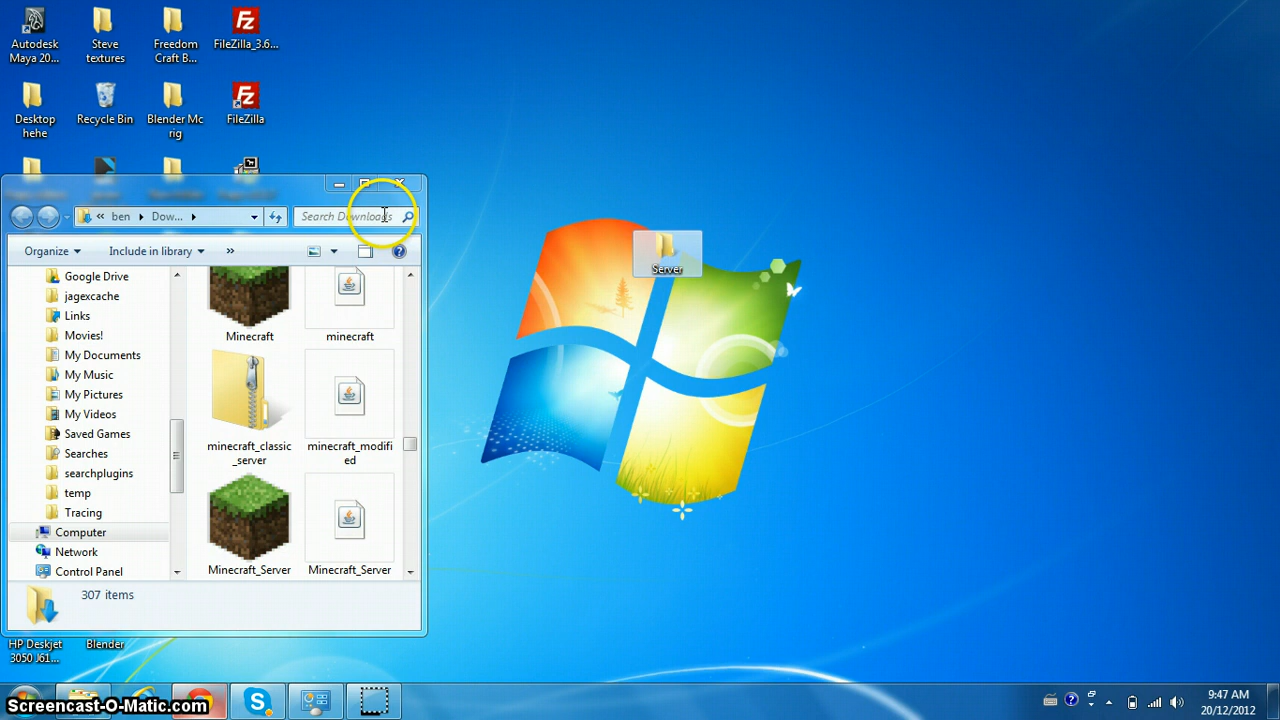 Autodesk
Maya 20...
Steve
textures
Freedom
Craft B...
FileZilla_3.6...
Desktop
hehe
Recycle Bin
Blender Mc
rig
FileZilla
Server
« ben ▸ Dow... ▸
Search Downloads
Organize
Include in library
»
Google Drive
jagexcache
Links
Movies!
My Documents
My Music
My Pictures
My Videos
Saved Games
Searches
searchplugins
temp
Tracing
Computer
Network
Control Panel
Minecraft
minecraft
minecraft_classic
_server
minecraft_modifi
ed
Minecraft_Server
Minecraft_Server
307 items
HP Deskjet
3050 J61...
Blender
Screencast-O-Matic.com
9:47 AM
20/12/2012